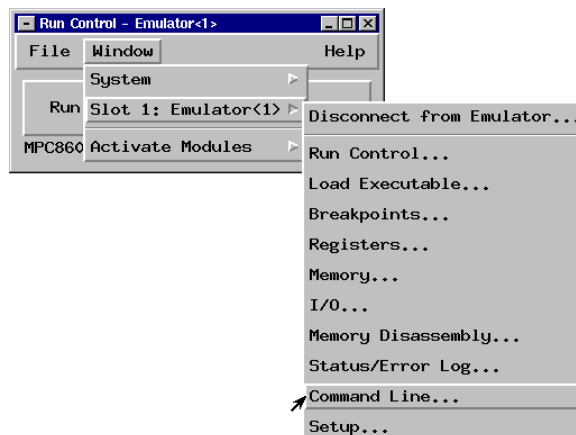 Run Control - Emulator<1>
File Window Help
System
Run Slot 1: Emulator<1>
MPC860 Activate Modules
Disconnect from Emulator...
Run Control...
Load Executable...
Breakpoints...
Registers...
Memory...
I/O...
Memory Disassembly...
Status/Error Log...
Command Line...
Setup...